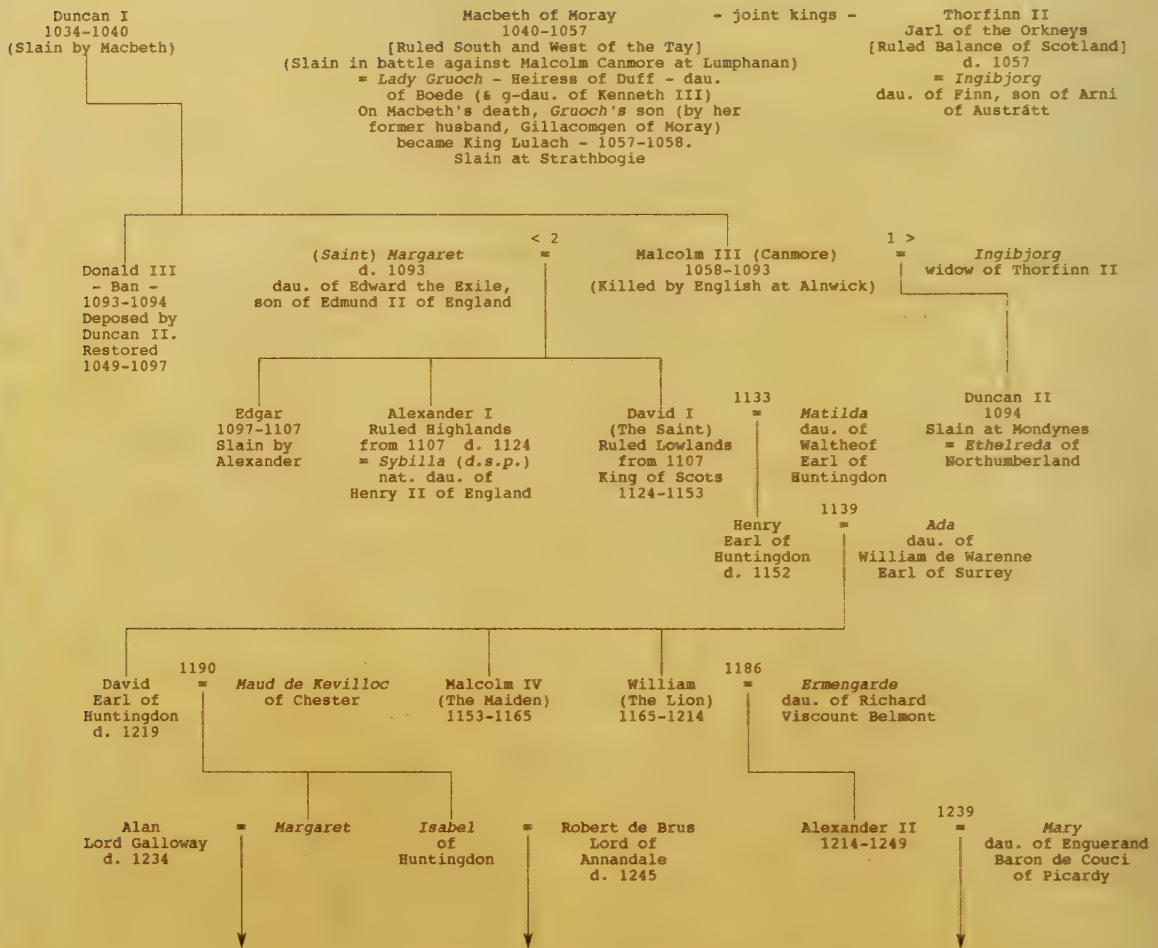 Duncan I
1034-1040
(Slain by Macbeth)
Macbeth of Moray
1040-1057
[Ruled South and West of the Tay]
(Slain in battle against Malcolm Canmore at Lumphanan)
= Lady Gruoch - Heiress of Duff - dau.
of Boede (& g-dau. of Kenneth III)
On Macbeth's death, Gruoch's son (by her
former husband, Gillacomgen of Moray)
became King Lulach - 1057-1058.
Slain at Strathbogie
- joint kings -
Thorfinn II
Jarl of the Orkneys
[Ruled Balance of Scotland]
d. 1057
= Ingibjorg
dau. of Finn, son of Arni
of Austrátt
Donald III
- Ban -
1093-1094
Deposed by
Duncan II.
Restored
1049-1097
(Saint) Margaret
d. 1093
dau. of Edward the Exile,
son of Edmund II of England
< 2
=
Malcolm III (Canmore)
1058-1093
(Killed by English at Alnwick)
1 >
=
Ingibjorg
widow of Thorfinn II
Edgar
1097-1107
Slain by
Alexander
Alexander I
Ruled Highlands
from 1107 d. 1124
= Sybilla (d.s.p.)
nat. dau. of
Henry II of England
David I
(The Saint)
Ruled Lowlands
from 1107
King of Scots
1124-1153
1133
=
Matilda
dau. of
Waltheof
Earl of
Huntingdon
Duncan II
1094
Slain at Mondynes
= Ethelreda of
Northumberland
Henry
Earl of
Huntingdon
d. 1152
1139
=
Ada
dau. of
William de Warenne
Earl of Surrey
David
Earl of
Huntingdon
d. 1219
1190
=
Maud de Kevilloc
of Chester
Malcolm IV
(The Maiden)
1153-1165
William
(The Lion)
1165-1214
1186
=
Ermengarde
dau. of Richard
Viscount Belmont
Alan
Lord Galloway
d. 1234
=
Margaret
Isabel
of
Huntingdon
=
Robert de Brus
Lord of
Annandale
d. 1245
Alexander II
1214-1249
1239
=
Mary
dau. of Enguerand
Baron de Couci
of Picardy